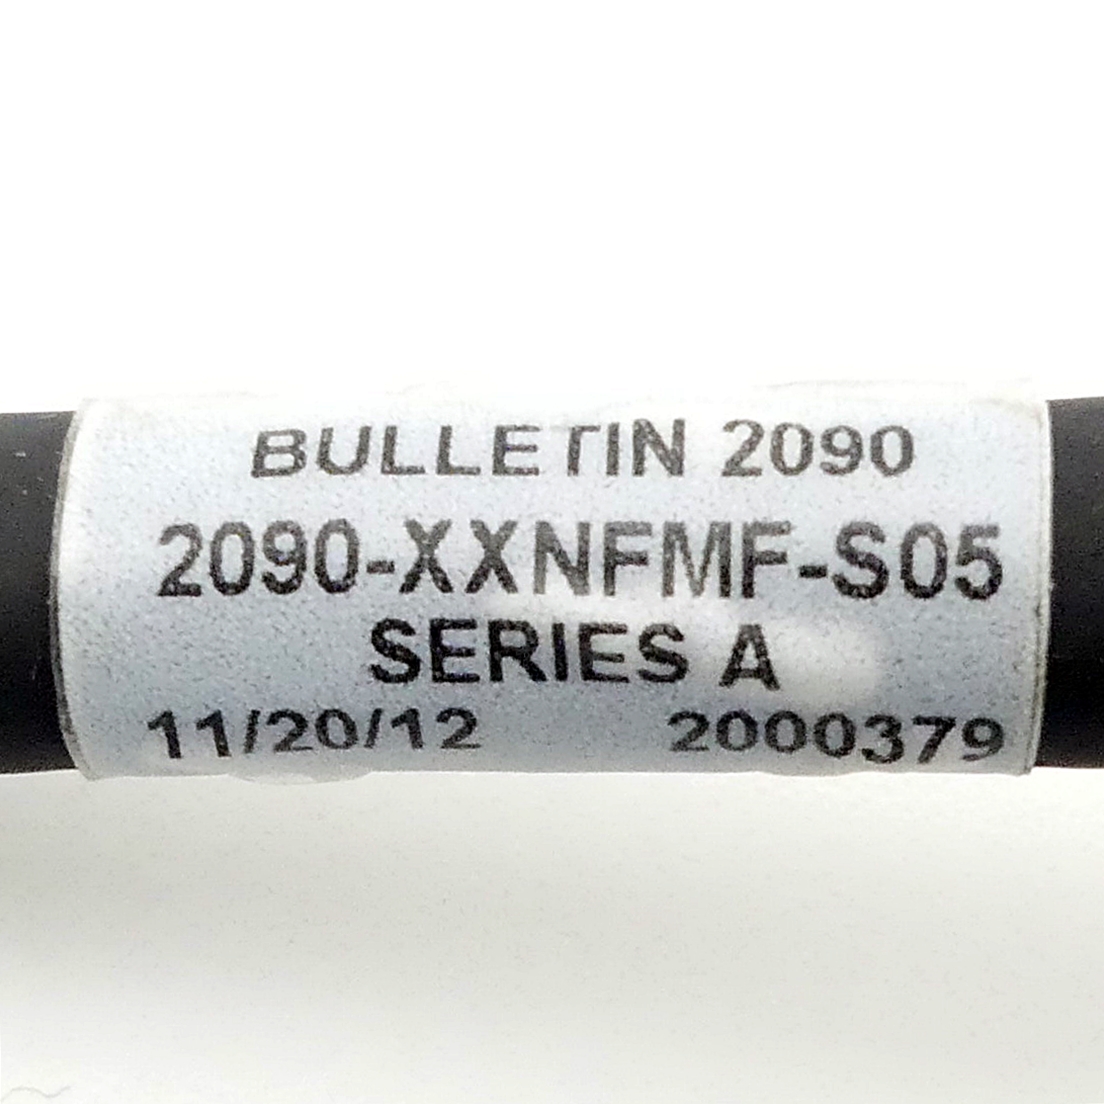 BULLETIN 2090
2090-XXNFMF-S05
SERIES A
11/20/12 2000379